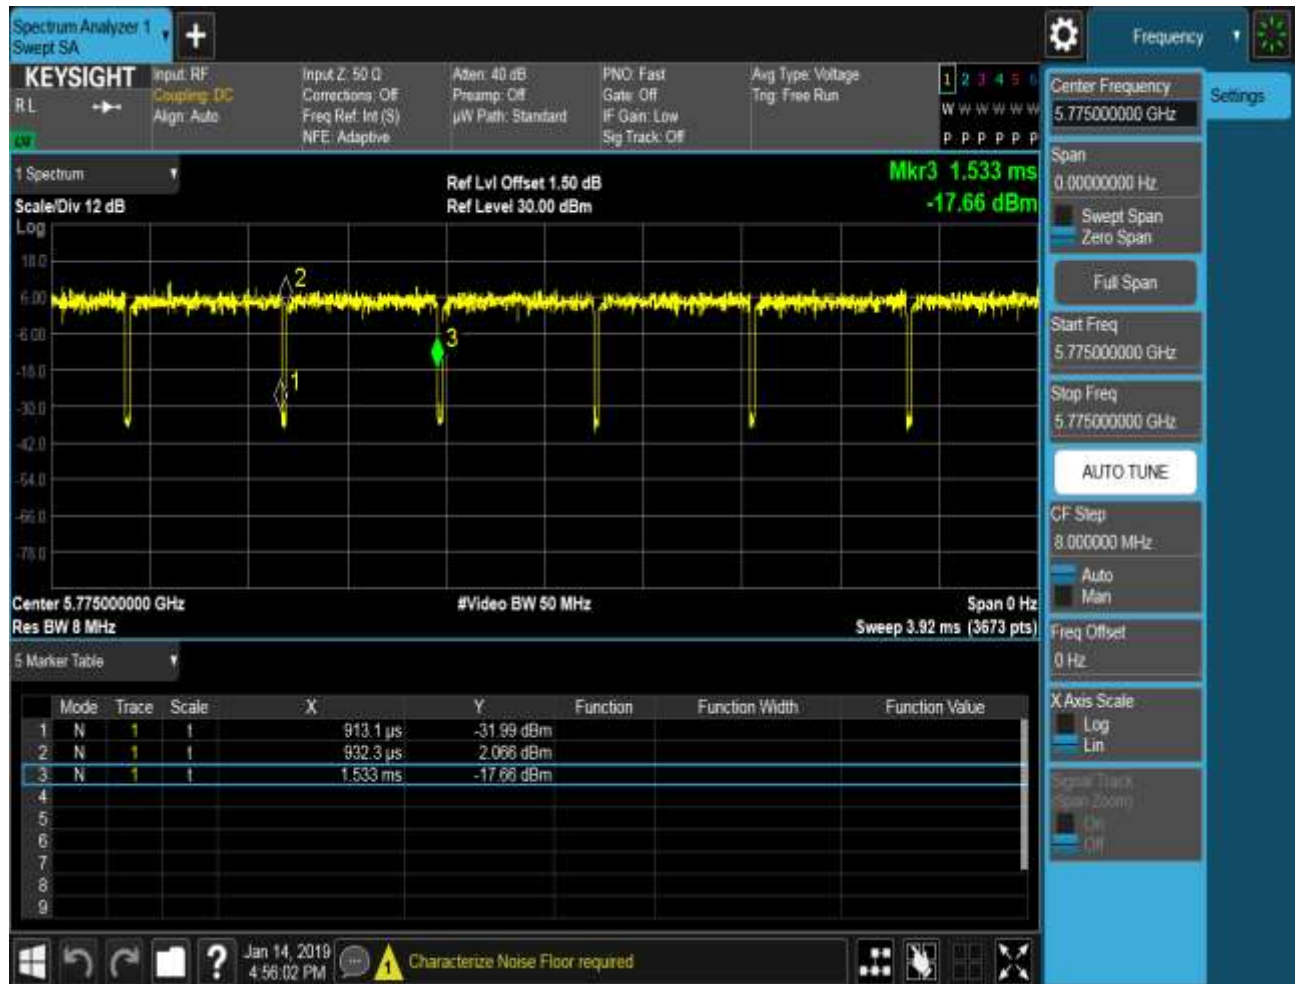 Spectrum Analyzer 1
Swept SA
+
Frequency
KEYSIGHT
RL
Input: RF
Coupling: DC
Align: Auto
Input Z: 50 Ω
Corrections: Off
Freq Ref: Int (S)
NFE: Adaptive
Atten: 40 dB
Preamp: Off
µW Path: Standard
PNO: Fast
Gate: Off
IF Gain: Low
Sig Track: Off
Avg Type: Voltage
Trig: Free Run
1 2 3 4 5 6
W W W W W W
P P P P P P
1 Spectrum
Scale/Div 12 dB
Ref Lvl Offset 1.50 dB
Ref Level 30.00 dBm
Mkr3 1.533 ms
-17.66 dBm
Log
18.0
6.00
-6.00
-18.0
-30.0
-42.0
-54.0
-66.0
-78.0
2
3
1
Center 5.775000000 GHz
#Video BW 50 MHz
Span 0 Hz
Res BW 8 MHz
Sweep 3.92 ms (3673 pts)
5 Marker Table
Mode Trace Scale X Y Function Function Width Function Value
1 N 1 t 913.1 µs -31.99 dBm
2 N 1 t 932.3 µs 2.066 dBm
3 N 1 t 1.533 ms -17.66 dBm
4
5
6
7
8
9
Center Frequency
5.775000000 GHz
Settings
Span
0.00000000 Hz
Swept Span
Zero Span
Full Span
Start Freq
5.775000000 GHz
Stop Freq
5.775000000 GHz
AUTO TUNE
CF Step
8.000000 MHz
Auto
Man
Freq Offset
0 Hz
X Axis Scale
Log
Lin
Signal Track
(Span Zoom)
On
Off
?
Jan 14, 2019
4:56:02 PM
1
Characterize Noise Floor required